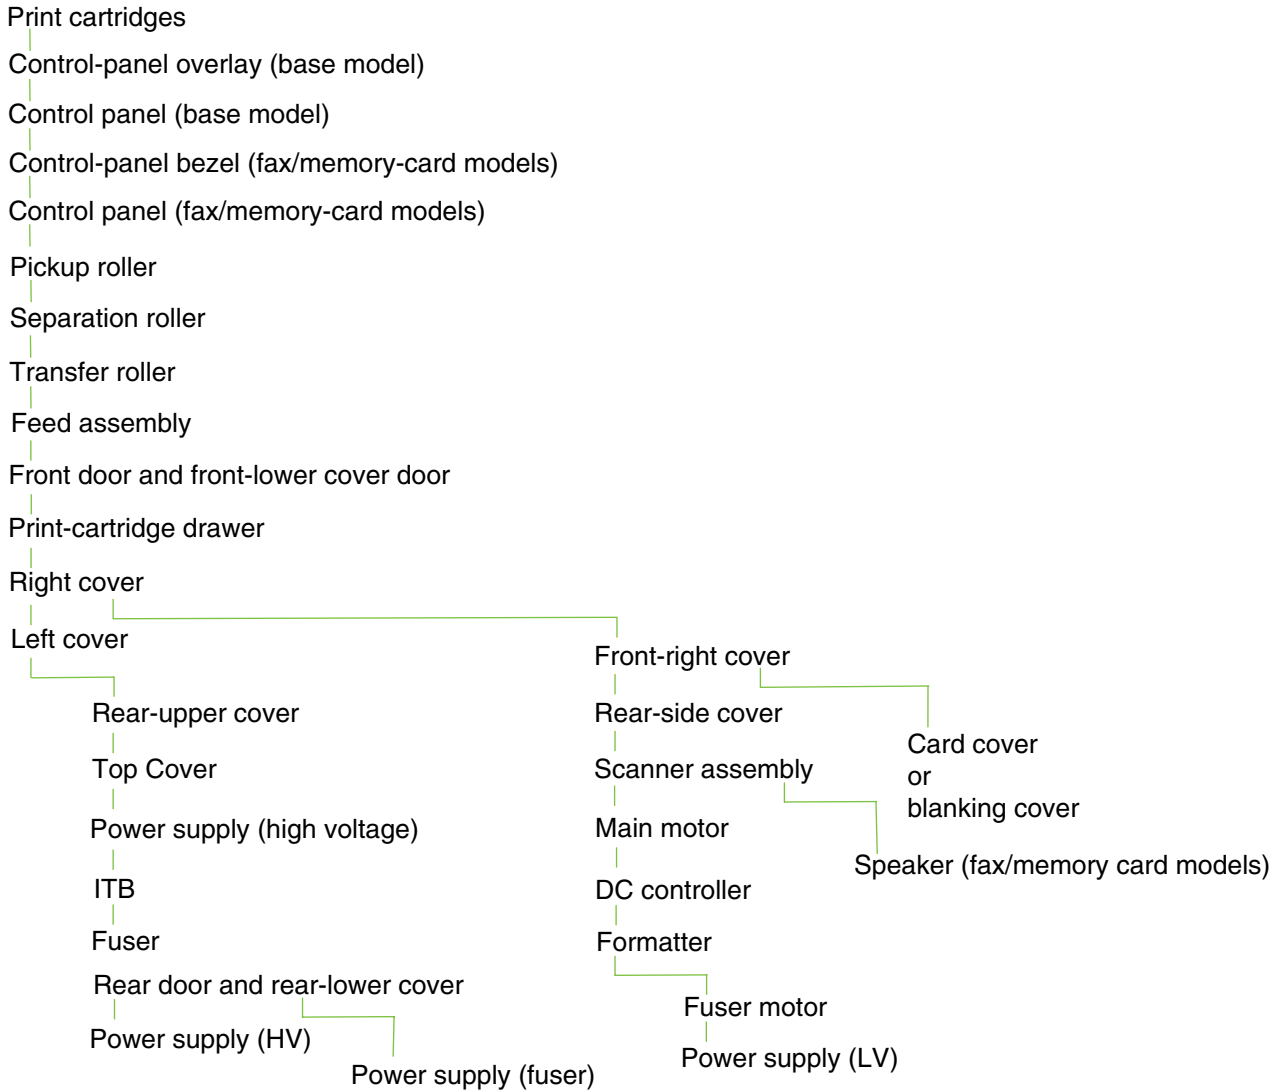 Print cartridges
Control-panel overlay (base model)
Control panel (base model)
Control-panel bezel (fax/memory-card models)
Control panel (fax/memory-card models)
Pickup roller
Separation roller
Transfer roller
Feed assembly
Front door and front-lower cover door
Print-cartridge drawer
Right cover
Left cover
Rear-upper cover
Top Cover
Power supply (high voltage)
ITB
Fuser
Rear door and rear-lower cover
Power supply (HV)
Power supply (fuser)
Front-right cover
Rear-side cover
Scanner assembly
Main motor
DC controller
Formatter
Fuser motor
Power supply (LV)
Card cover
or
blanking cover
Speaker (fax/memory card models)